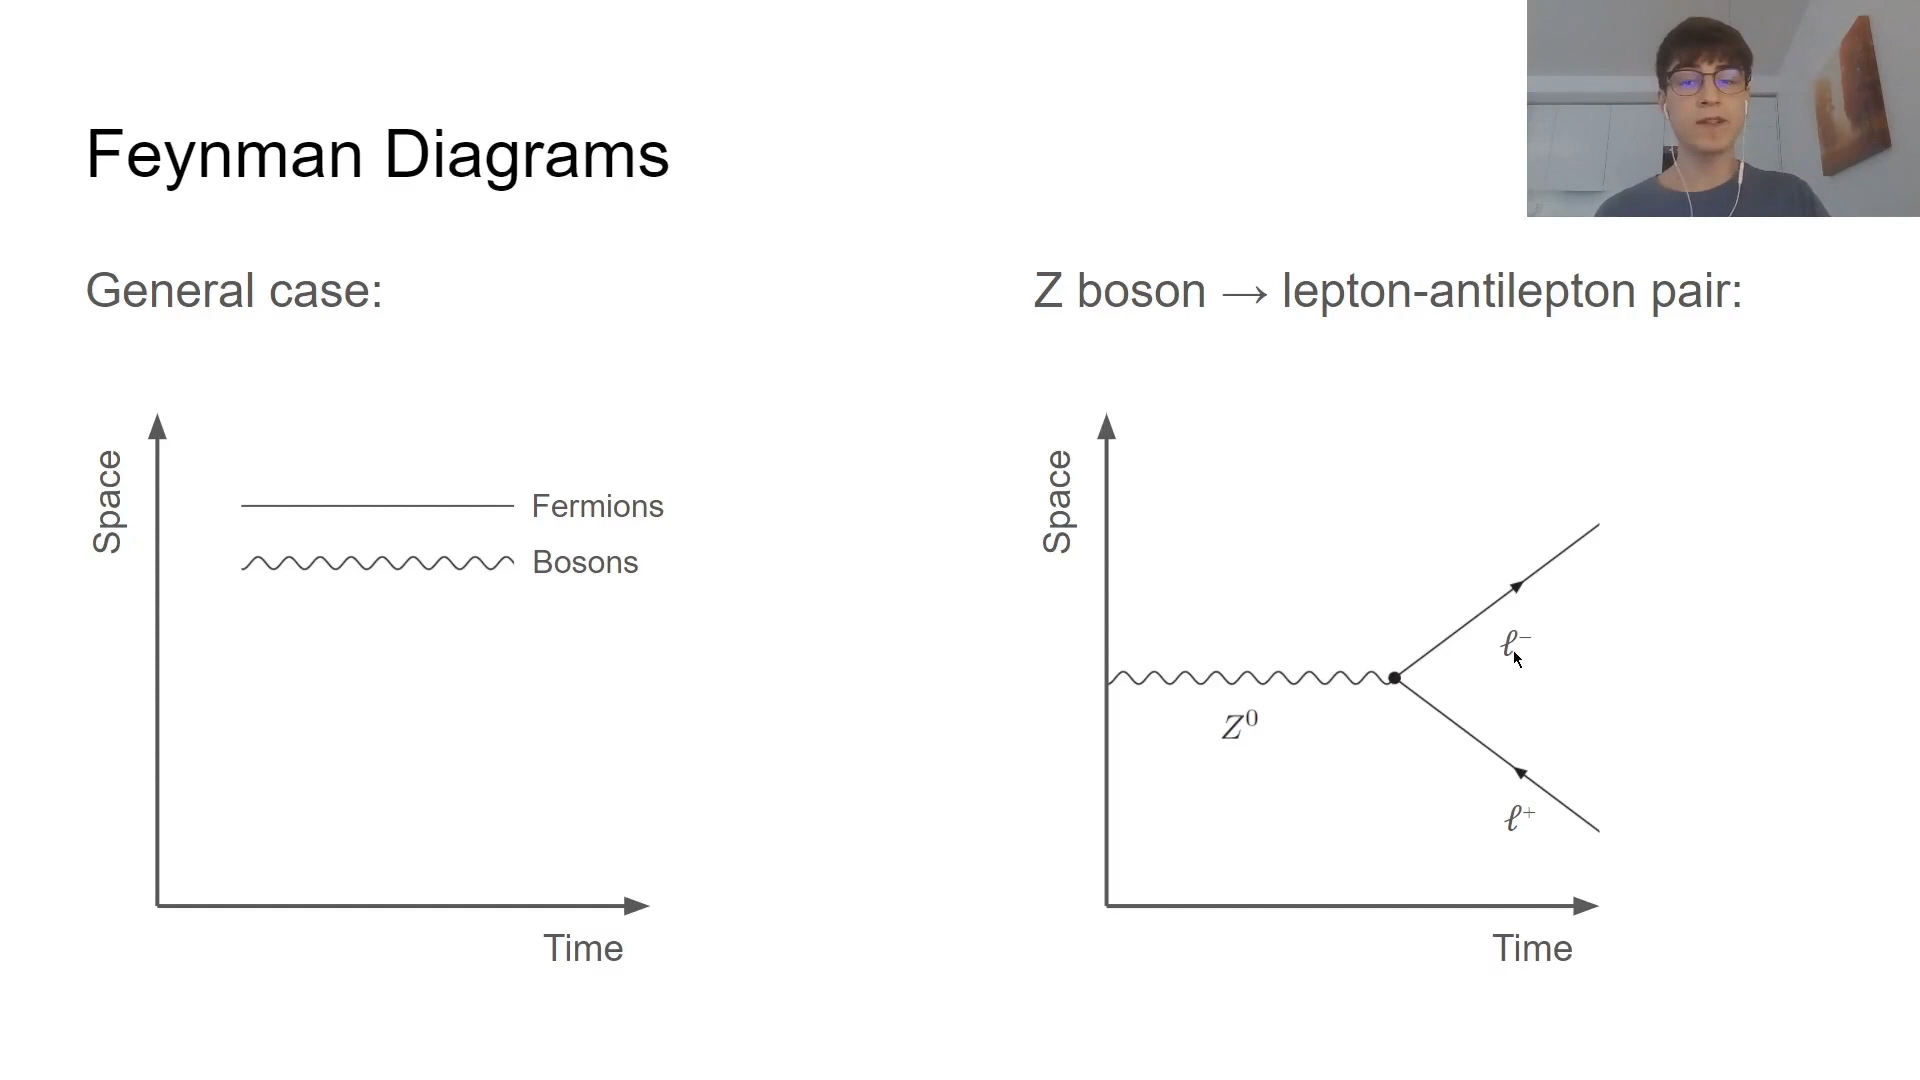 Feynman Diagrams
General case:
Space
Fermions
Bosons
Time
Z boson → lepton-antilepton pair:
Space
ℓ⁻
Z⁰
ℓ⁺
Time